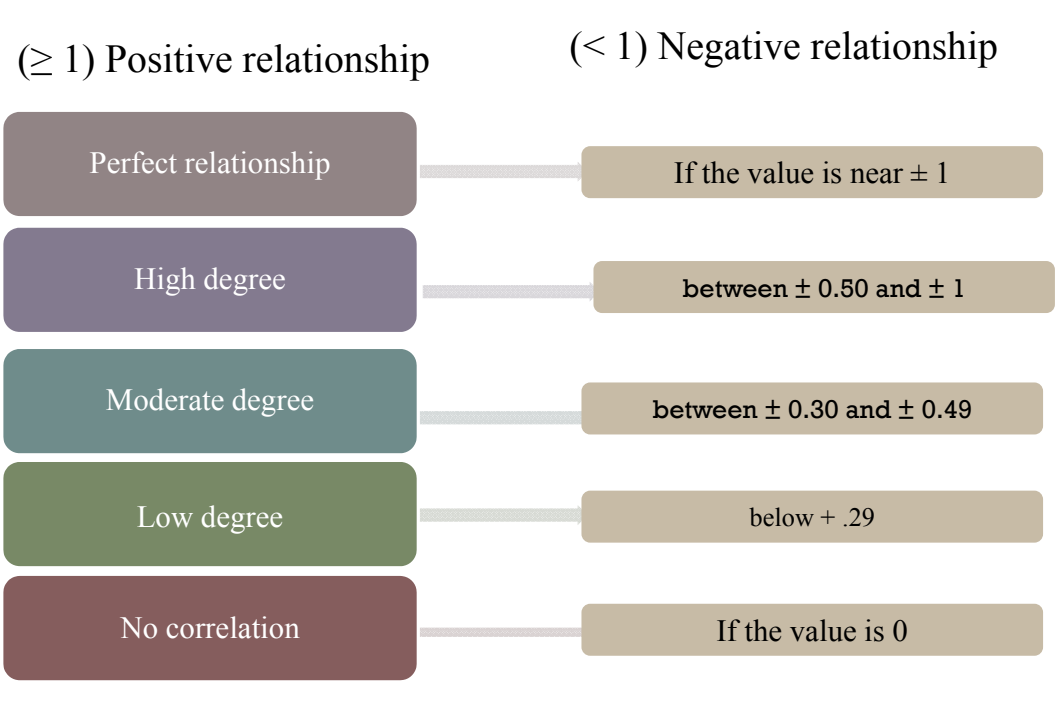 (≥ 1) Positive relationship
(< 1) Negative relationship
Perfect relationship
If the value is near ± 1
High degree
between ± 0.50 and ± 1
Moderate degree
between ± 0.30 and ± 0.49
Low degree
below + .29
No correlation
If the value is 0